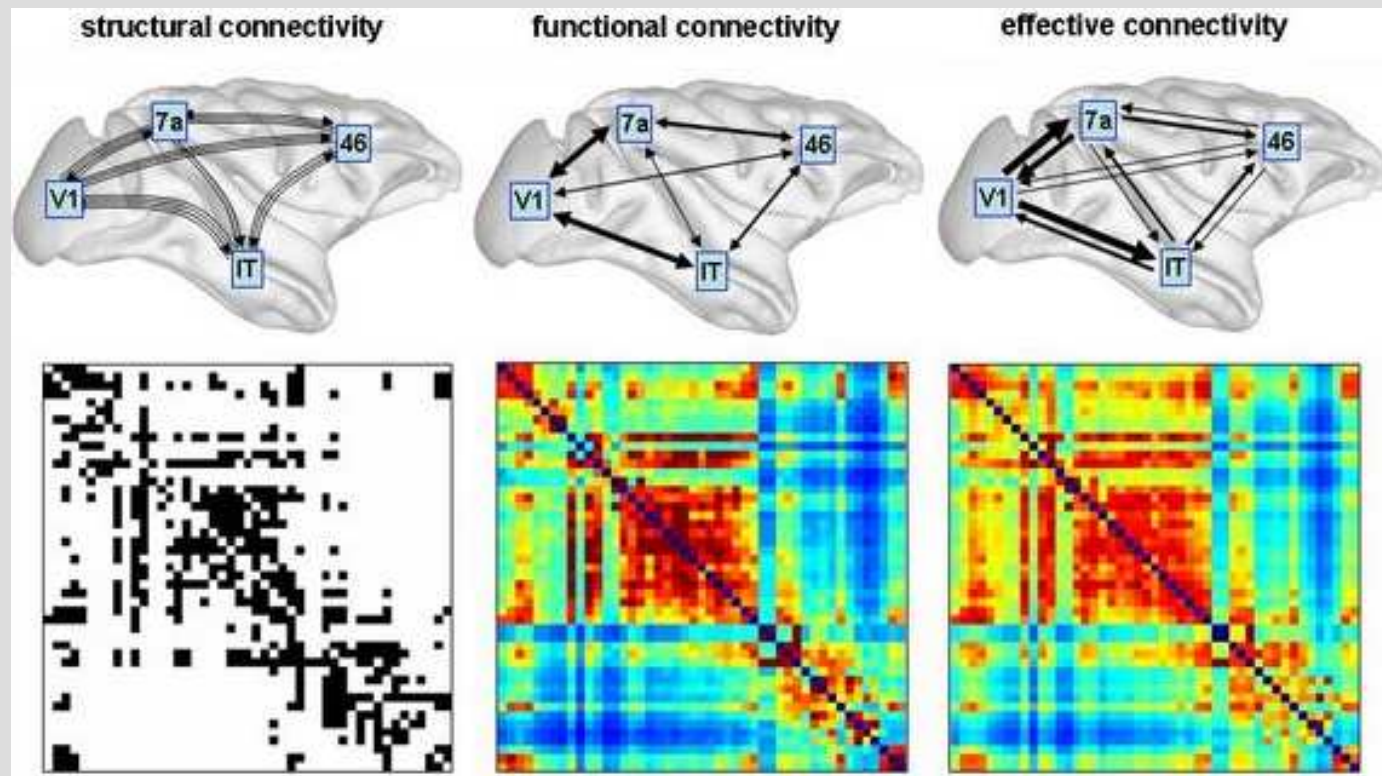 structural connectivity
functional connectivity
effective connectivity
7a
46
V1
IT
7a
46
V1
IT
7a
46
V1
IT